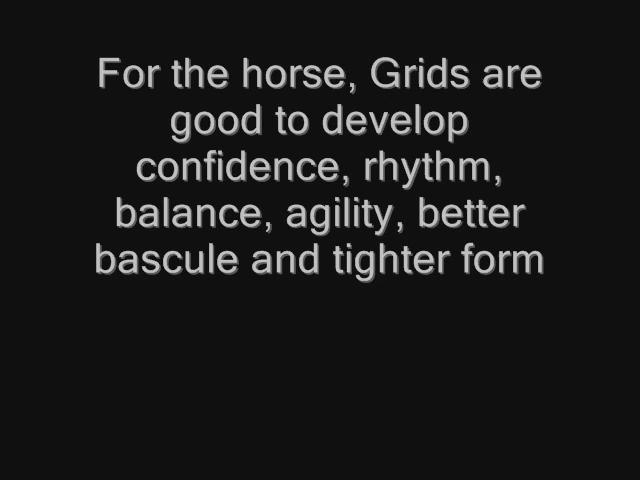 For the horse, Grids are
good to develop
confidence, rhythm,
balance, agility, better
bascule and tighter form